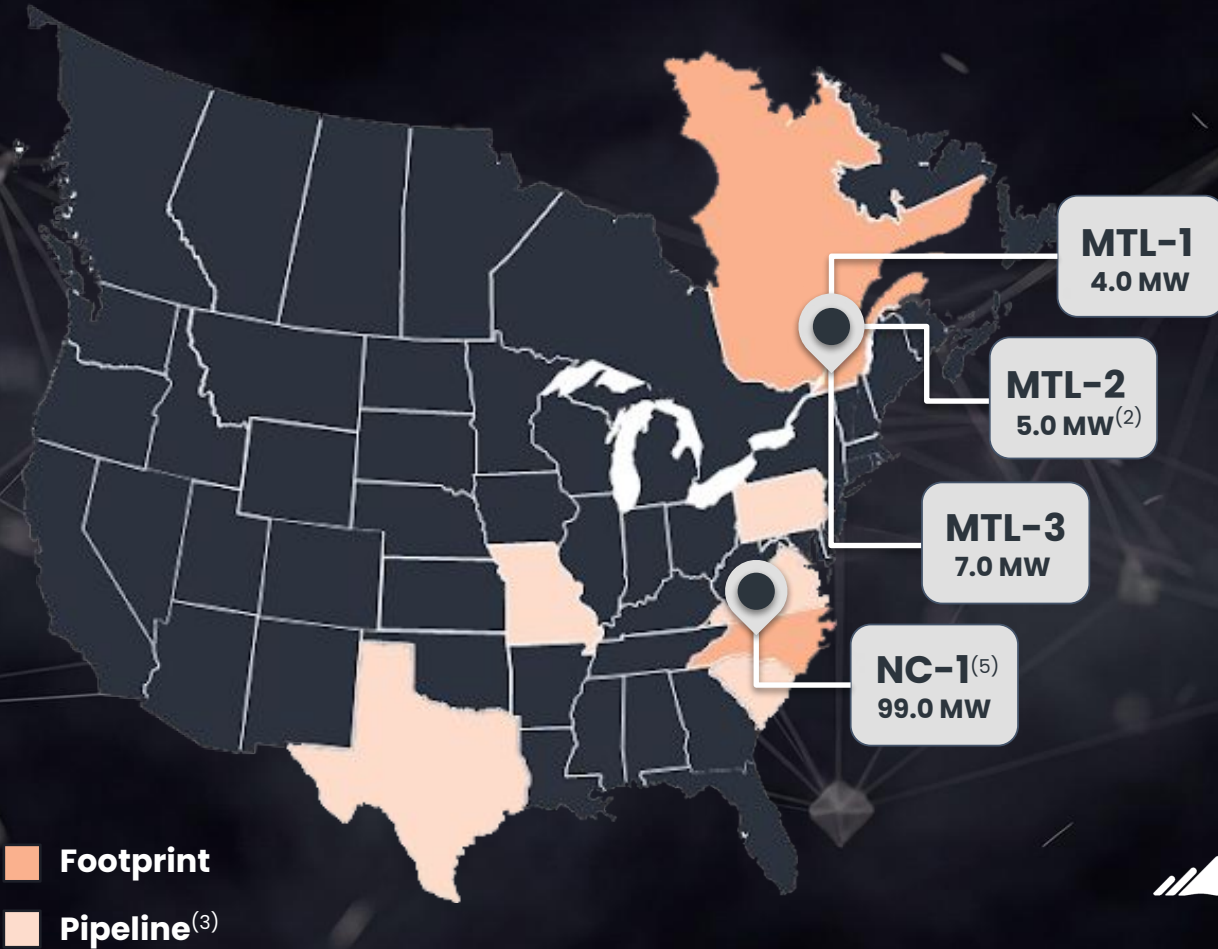 MTL-1
4.0 MW
MTL-2
5.0 MW(2)
MTL-3
7.0 MW
NC-1(5)
99.0 MW
Footprint
Pipeline(3)